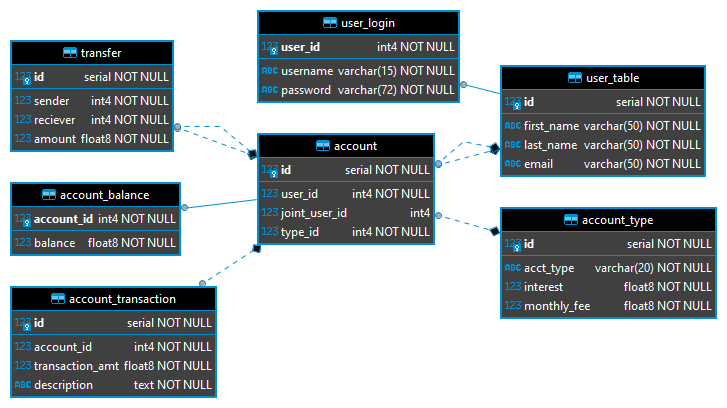 transfer
123 id serial NOT NULL
123 sender int4 NOT NULL
123 reciever int4 NOT NULL
123 amount float8 NOT NULL
user_login
123 user_id int4 NOT NULL
ABC username varchar(15) NOT NULL
ABC password varchar(72) NOT NULL
user_table
123 id serial NOT NULL
ABC first_name varchar(50) NOT NULL
ABC last_name varchar(50) NOT NULL
ABC email varchar(50) NOT NULL
account
123 id serial NOT NULL
123 user_id int4 NOT NULL
123 joint_user_id int4
123 type_id int4 NOT NULL
account_balance
123 account_id int4 NOT NULL
123 balance float8 NOT NULL
account_type
123 id serial NOT NULL
ABC acct_type varchar(20) NOT NULL
123 interest float8 NOT NULL
123 monthly_fee float8 NOT NULL
account_transaction
123 id serial NOT NULL
123 account_id int4 NOT NULL
123 transaction_amt float8 NOT NULL
ABC description text NOT NULL